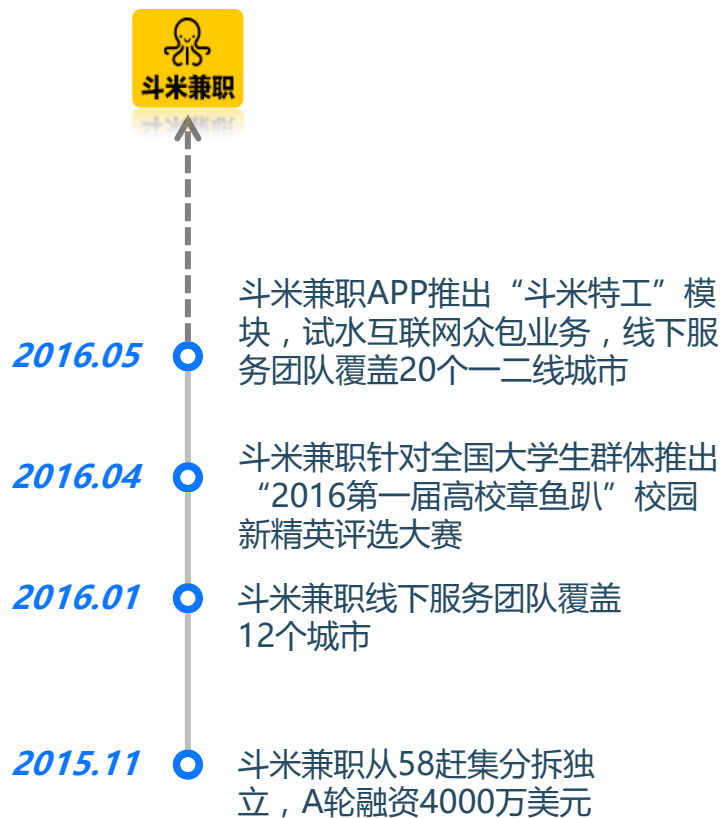 斗米兼职
斗米兼职APP推出“斗米特工”模
块，试水互联网众包业务，线下服
2016.05
务团队覆盖20个一二线城市
斗米兼职针对全国大学生群体推出
2016.04
“2016第一届高校章鱼趴”校园
新精英评选大赛
2016.01
斗米兼职线下服务团队覆盖
12个城市
2015.11
斗米兼职从58赶集分拆独
立，A轮融资4000万美元